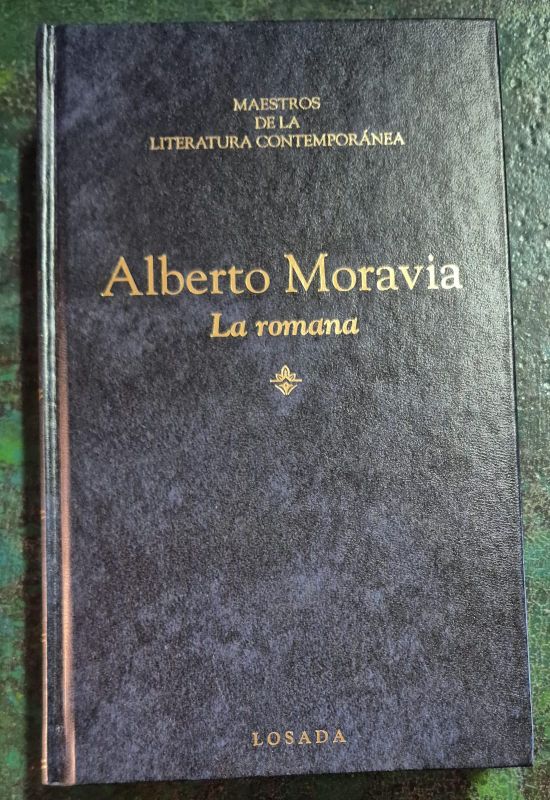 MAESTROS
DE LA
LITERATURA CONTEMPORÁNEA
Alberto Moravia
La romana
LOSADA